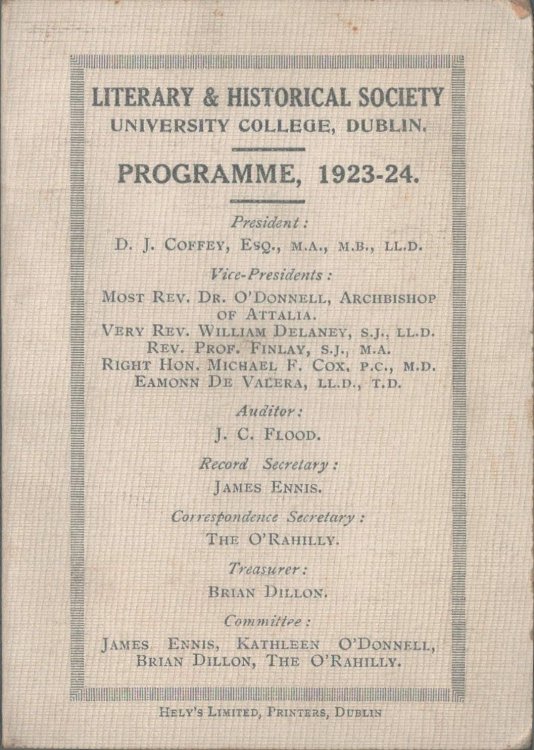 LITERARY & HISTORICAL SOCIETY
UNIVERSITY COLLEGE, DUBLIN.
PROGRAMME, 1923-24.
President:
D. J. COFFEY, ESQ., M.A., M.B., LL.D.
Vice-Presidents:
MOST REV. DR. O'DONNELL, ARCHBISHOP
OF ATTALIA.
VERY REV. WILLIAM DELANEY, S.J., LL.D.
REV. PROF. FINLAY, S.J., M.A.
RIGHT HON. MICHAEL F. COX, P.C., M.D.
EAMONN DE VALERA, LL.D., T.D.
Auditor:
J. C. FLOOD.
Record Secretary:
JAMES ENNIS.
Correspondence Secretary:
THE O'RAHILLY.
Treasurer:
BRIAN DILLON.
Committee:
JAMES ENNIS, KATHLEEN O'DONNELL,
BRIAN DILLON, THE O'RAHILLY.
HELY'S LIMITED, PRINTERS, DUBLIN